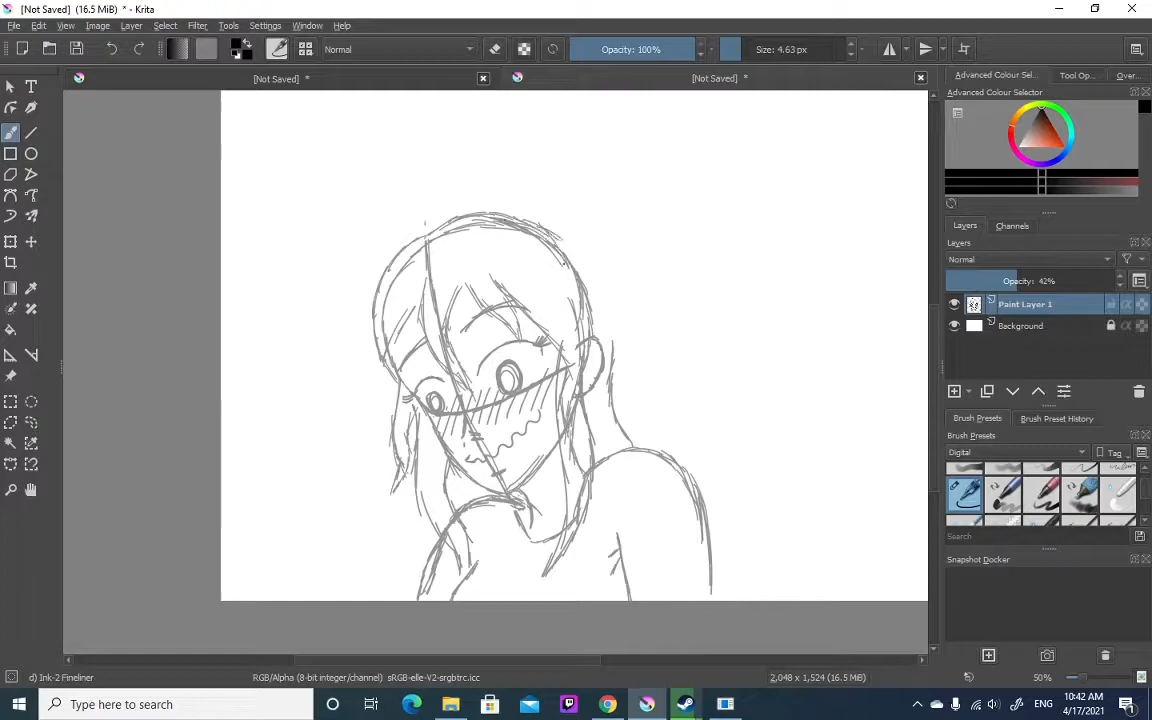 [Not Saved] (16.5 MiB) * - Krita
File Edit View Image Layer Select Filter Tools Settings Window Help
Normal Opacity: 100% Size: 4.63 px
[Not Saved] * [Not Saved] *
Advanced Colour Sel... Tool Op... Over...
Advanced Colour Selector
Layers Channels
Layers
Normal
Opacity: 42%
Paint Layer 1
Background
Brush Presets Brush Preset History
Brush Presets
Digital Tag
Search
Snapshot Docker
d) Ink-2 Fineliner RGB/Alpha (8-bit integer/channel) sRGB-elle-V2-srgbtrc.icc 2,048 x 1,524 (16.5 MiB) 50%
Type here to search ENG 10:42 AM
4/17/2021 1